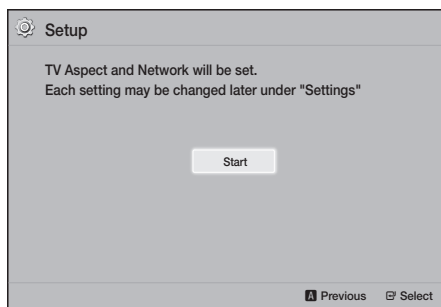 Setup
TV Aspect and Network will be set.
Each setting may be changed later under "Settings"
Start
A Previous Select